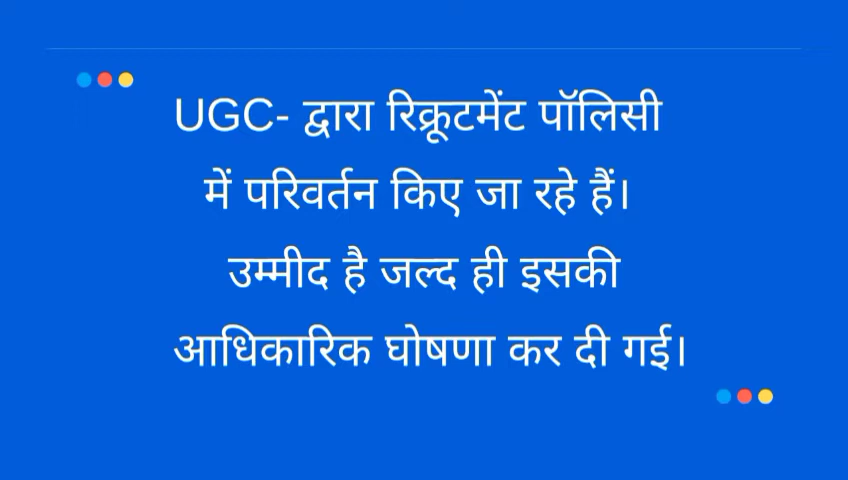 UGC- द्वारा रिक्रूटमेंट पॉलिसी
में परिवर्तन किए जा रहे हैं।
उम्मीद है जल्द ही इसकी
आधिकारिक घोषणा कर दी गई।